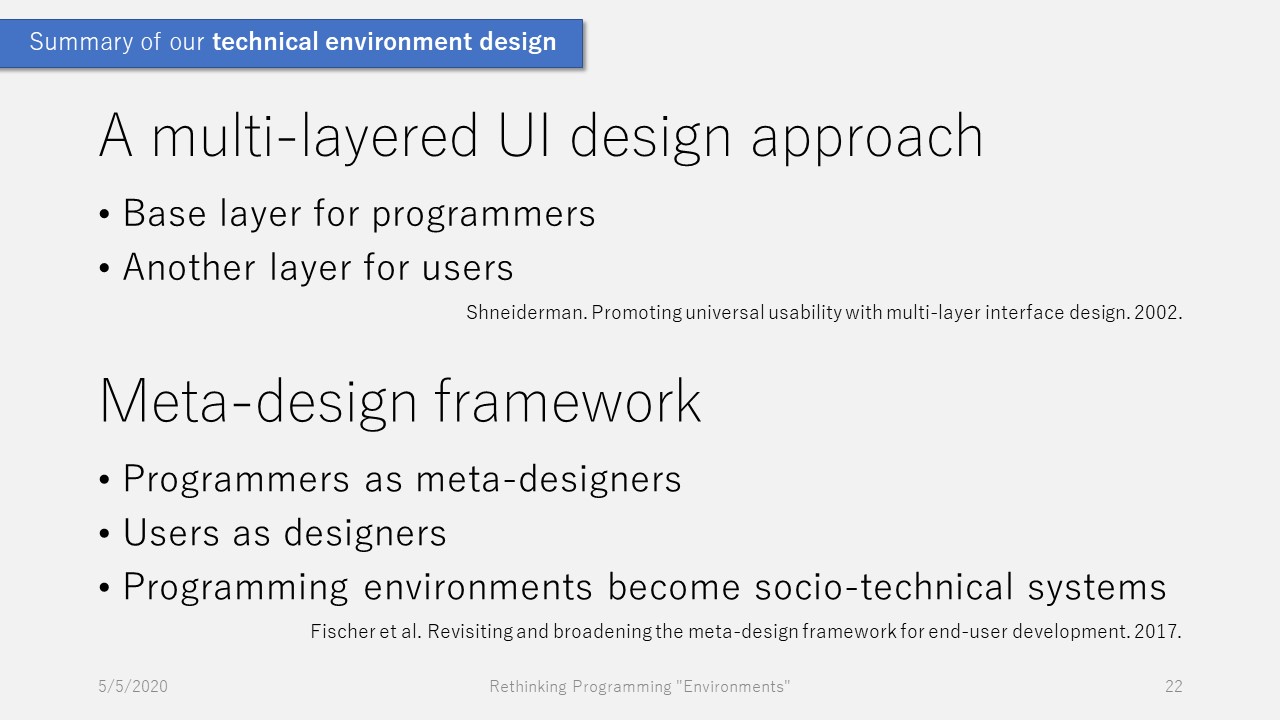 Summary of our technical environment design
A multi-layered UI design approach
• Base layer for programmers
• Another layer for users
Shneiderman. Promoting universal usability with multi-layer interface design. 2002.
Meta-design framework
• Programmers as meta-designers
• Users as designers
• Programming environments become socio-technical systems
Fischer et al. Revisiting and broadening the meta-design framework for end-user development. 2017.
5/5/2020 Rethinking Programming "Environments" 22